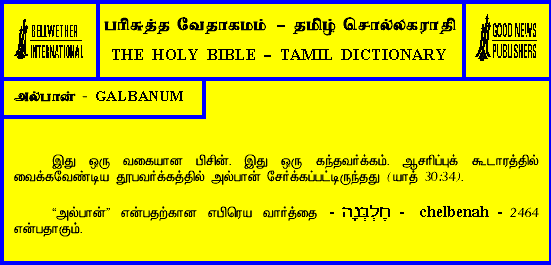 BELLWETHER
INTERNATIONAL
பரிசுத்த வேதாகமம் – தமிழ் சொல்லகராதி
THE HOLY BIBLE – TAMIL DICTIONARY
GOOD NEWS
PUBLISHERS
அல்பான் - GALBANUM
இது ஒரு வகையான பிசின். இது ஒரு கந்தவர்க்கம். ஆசரிப்புக் கூடாரத்தில்
வைக்கவேண்டிய தூபவர்க்கத்தில் அல்பான் சேர்க்கப்பட்டிருந்தது (யாத் 30:34).
“அல்பான்” என்பதற்கான எபிரெய வார்த்தை - חֶלְבְּנָה - chelbenah - 2464
என்பதாகும்.